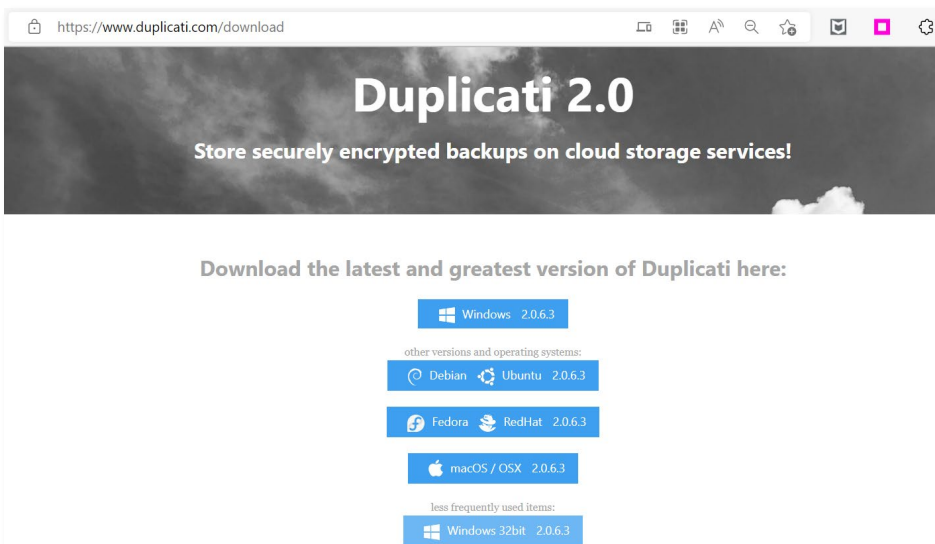 https://www.duplicati.com/download
Duplicati 2.0
Store securely encrypted backups on cloud storage services!
Download the latest and greatest version of Duplicati here:
Windows 2.0.6.3
other versions and operating systems:
Debian Ubuntu 2.0.6.3
Fedora RedHat 2.0.6.3
macOS / OSX 2.0.6.3
less frequently used items:
Windows 32bit 2.0.6.3